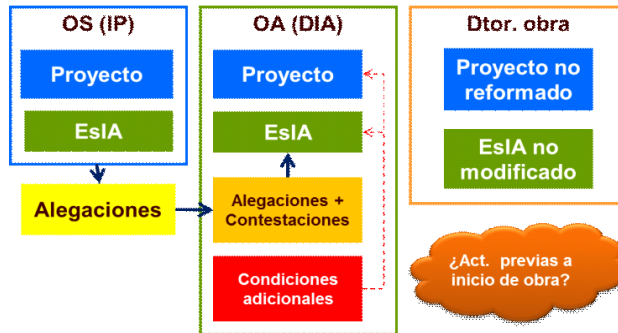 OS (IP)
Proyecto
EsIA
Alegaciones
OA (DIA)
Proyecto
EsIA
Alegaciones +
Contestaciones
Condiciones
adicionales
Dtor. obra
Proyecto no
reformado
EsIA no
modificado
¿Act. previas a
inicio de obra?